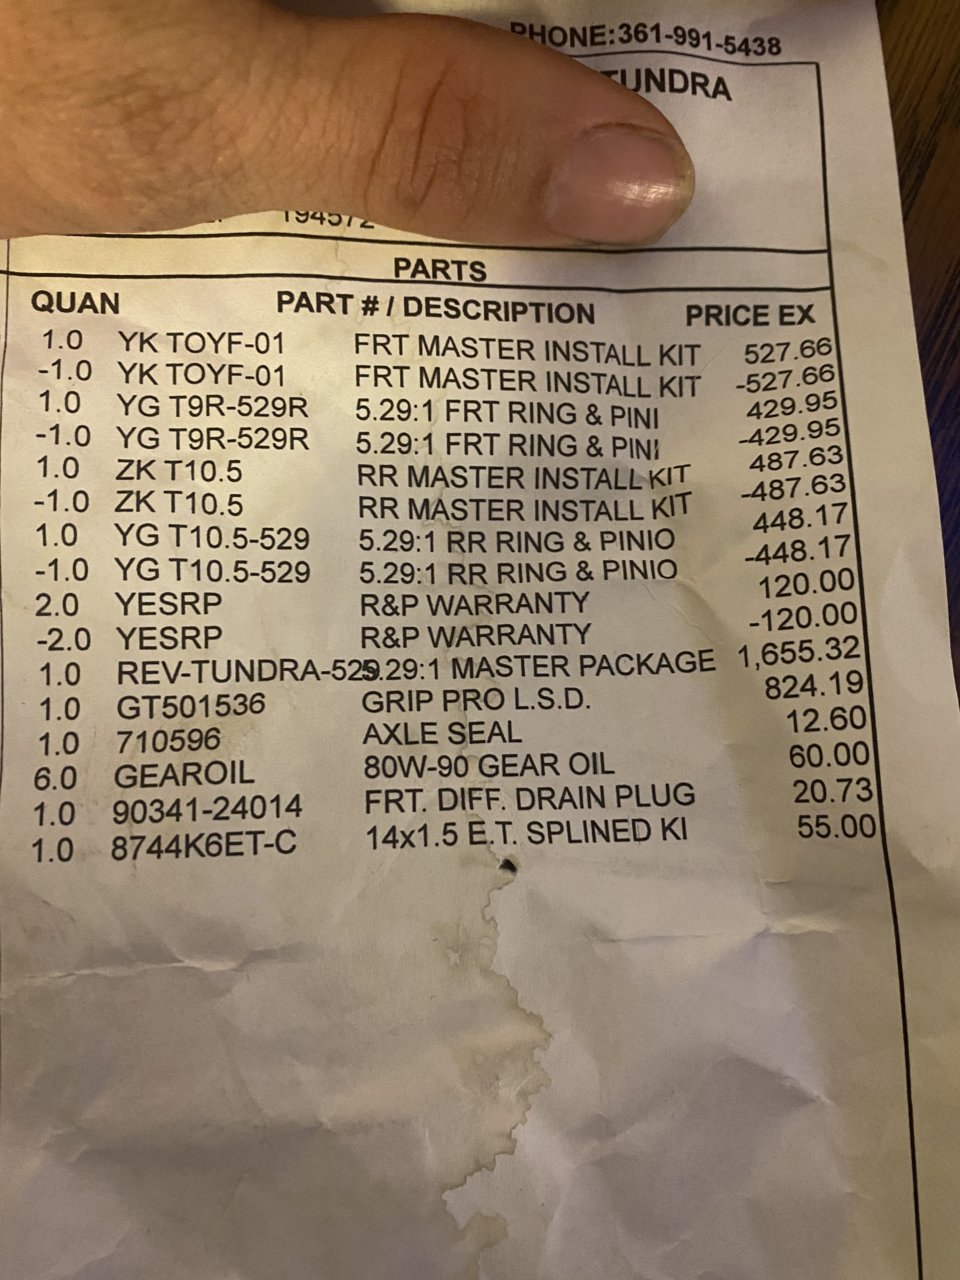 PHONE:361-991-5438
TUNDRA
194572
PARTS
QUAN PART # / DESCRIPTION PRICE EX
1.0 YK TOYF-01 FRT MASTER INSTALL KIT 527.66
-1.0 YK TOYF-01 FRT MASTER INSTALL KIT -527.66
1.0 YG T9R-529R 5.29:1 FRT RING & PINI 429.95
-1.0 YG T9R-529R 5.29:1 FRT RING & PINI -429.95
1.0 ZK T10.5 RR MASTER INSTALL KIT 487.63
-1.0 ZK T10.5 RR MASTER INSTALL KIT -487.63
1.0 YG T10.5-529 5.29:1 RR RING & PINIO 448.17
-1.0 YG T10.5-529 5.29:1 RR RING & PINIO -448.17
2.0 YESRP R&P WARRANTY 120.00
-2.0 YESRP R&P WARRANTY -120.00
1.0 REV-TUNDRA-529 5.29:1 MASTER PACKAGE 1,655.32
1.0 GT501536 GRIP PRO L.S.D. 824.19
1.0 710596 AXLE SEAL 12.60
6.0 GEAROIL 80W-90 GEAR OIL 60.00
1.0 90341-24014 FRT. DIFF. DRAIN PLUG 20.73
1.0 8744K6ET-C 14x1.5 E.T. SPLINED KI 55.00